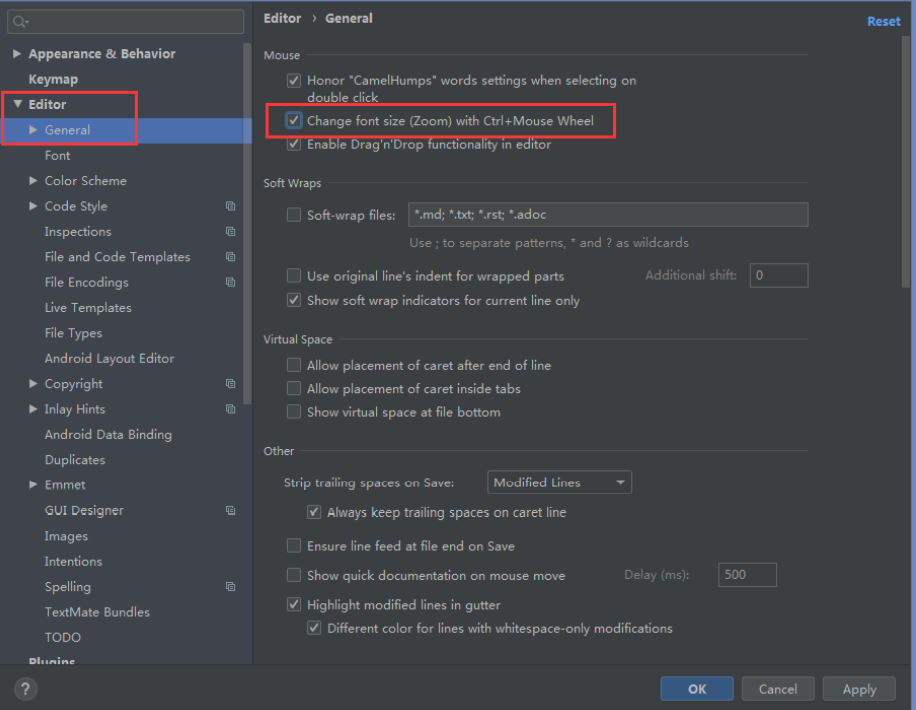 Appearance & Behavior
Keymap
Editor
General
Font
Color Scheme
Code Style
Inspections
File and Code Templates
File Encodings
Live Templates
File Types
Android Layout Editor
Copyright
Inlay Hints
Android Data Binding
Duplicates
Emmet
GUI Designer
Images
Intentions
Spelling
TextMate Bundles
TODO
Plugins
Editor › General
Reset
Mouse
Honor "CamelHumps" words settings when selecting on
double click
Change font size (Zoom) with Ctrl+Mouse Wheel
Enable Drag'n'Drop functionality in editor
Soft Wraps
Soft-wrap files: *.md; *.txt; *.rst; *.adoc
Use ; to separate patterns, * and ? as wildcards
Use original line's indent for wrapped parts Additional shift: 0
Show soft wrap indicators for current line only
Virtual Space
Allow placement of caret after end of line
Allow placement of caret inside tabs
Show virtual space at file bottom
Other
Strip trailing spaces on Save: Modified Lines
Always keep trailing spaces on caret line
Ensure line feed at file end on Save
Show quick documentation on mouse move Delay (ms): 500
Highlight modified lines in gutter
Different color for lines with whitespace-only modifications
? OK Cancel Apply